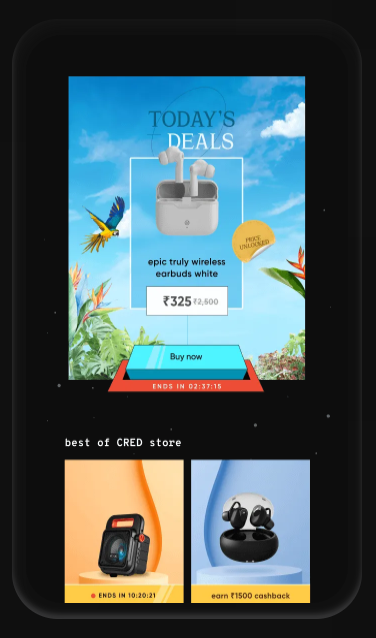 TODAY'S
DEALS
PRICE
UNLOCKED
epic truly wireless
earbuds white
₹325 ₹2,500
Buy now
ENDS IN 02:37:15
best of CRED store
ENDS IN 10:20:21
earn ₹1500 cashback